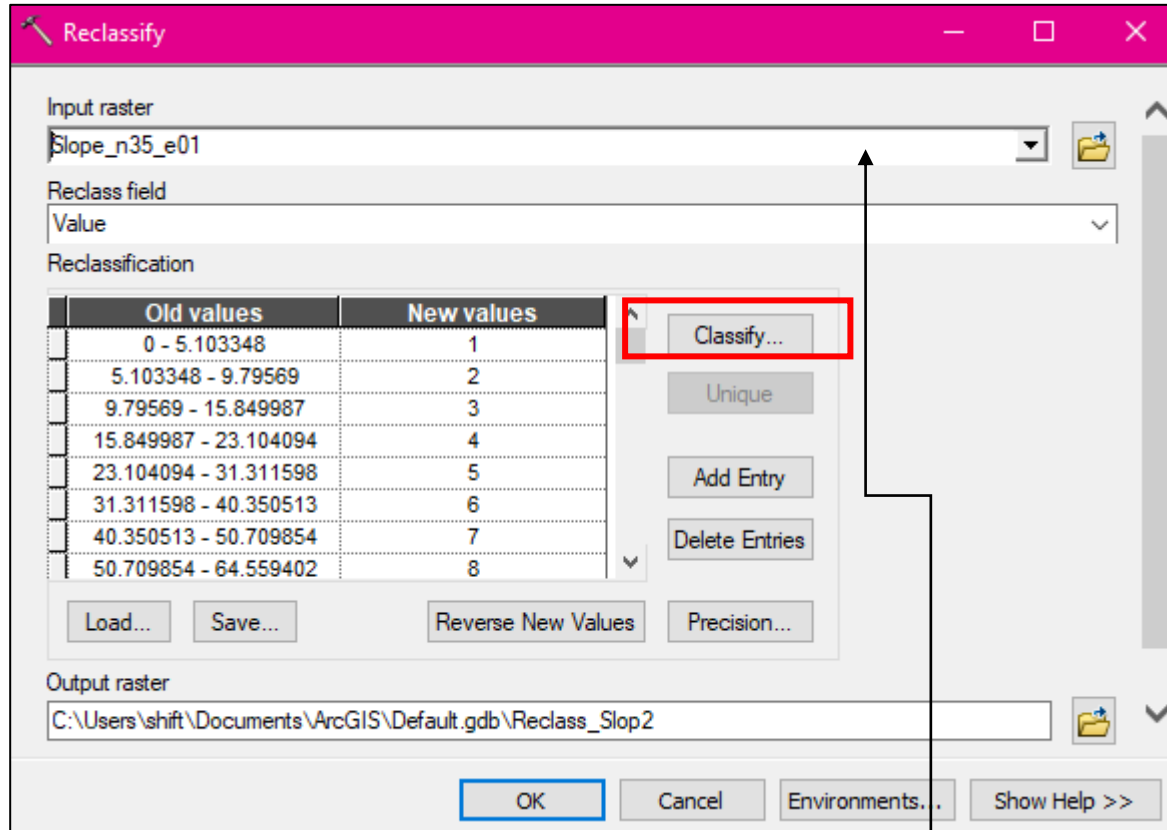 Reclassify
Input raster
Slope_n35_e01
Reclass field
Value
Reclassification
Old values New values
0 - 5.103348 1
5.103348 - 9.79569 2
9.79569 - 15.849987 3
15.849987 - 23.104094 4
23.104094 - 31.311598 5
31.311598 - 40.350513 6
40.350513 - 50.709854 7
50.709854 - 64.559402 8
Classify...
Unique
Add Entry
Delete Entries
Load... Save... Reverse New Values Precision...
Output raster
C:\Users\shift\Documents\ArcGIS\Default.gdb\Reclass_Slop2
OK Cancel Environments... Show Help >>